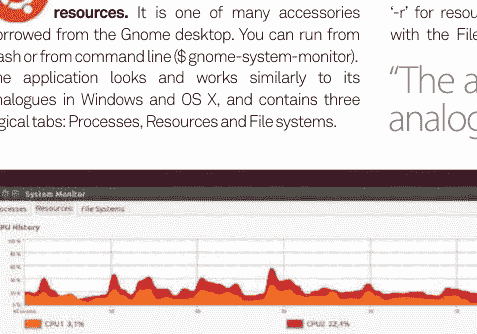 resources. It is one of many accessories
orrowed from the Gnome desktop. You can run from
ash or from command line ($ gnome-system-monitor).
he application looks and works similarly to its
nalogues in Windows and OS X, and contains three
gical tabs: Processes, Resources and File systems.
'-r' for resou
with the File
"The a
analog
System Monitor
ocesses Resources File Systems
PU History
CPU1 3,1% CPU2 22,4%